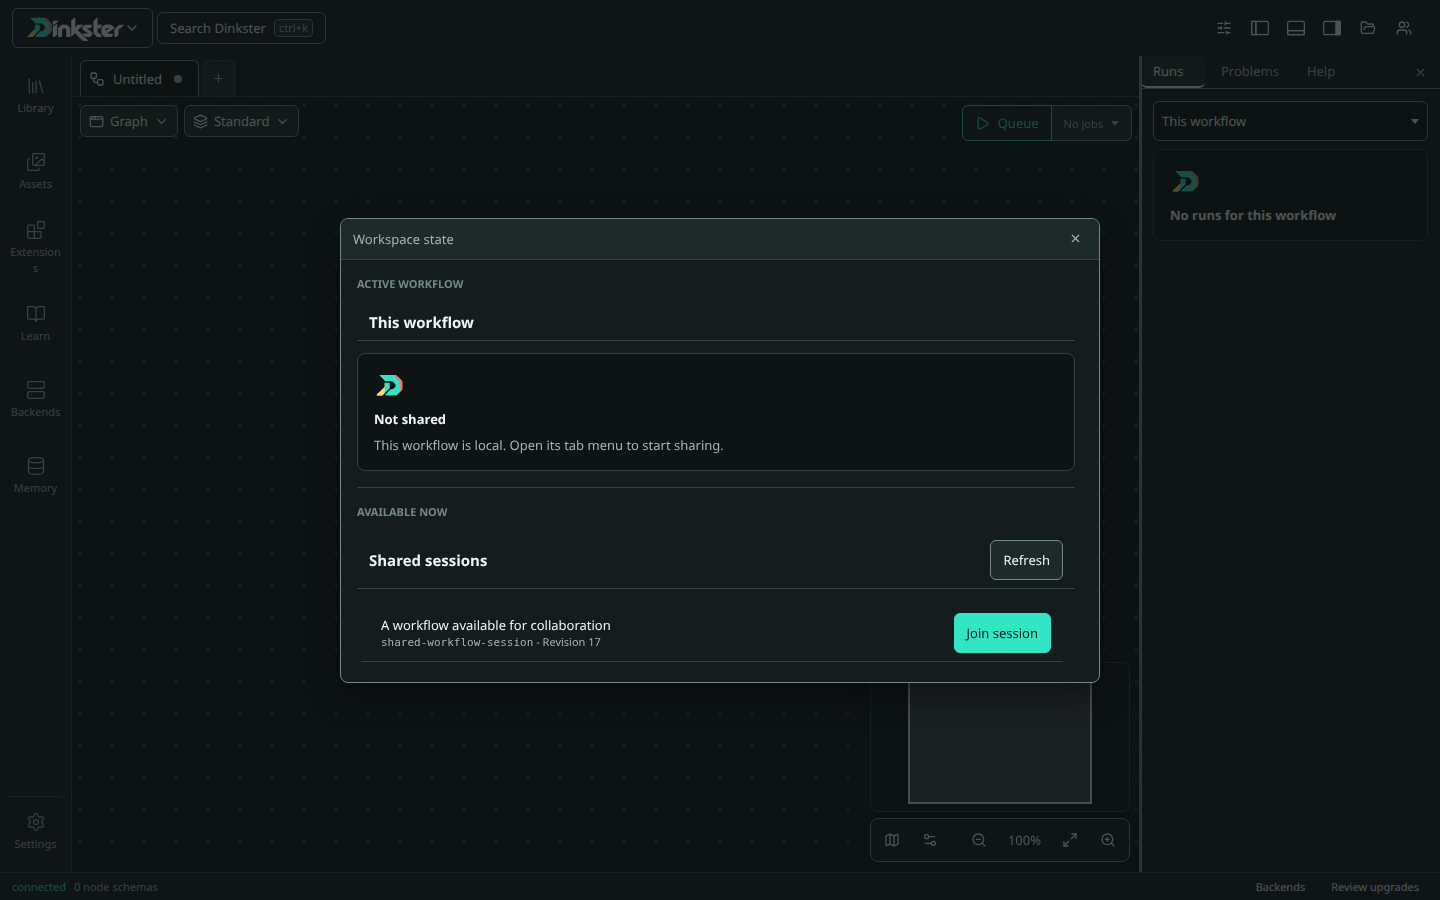 Dinkster
Search Dinkster ctrl+k
Library
Assets
Extension
s
Learn
Backends
Memory
Settings
Untitled
+
Graph
Standard
Queue
No jobs
Runs
Problems
Help
This workflow
No runs for this workflow
Workspace state
ACTIVE WORKFLOW
This workflow
Not shared
This workflow is local. Open its tab menu to start sharing.
AVAILABLE NOW
Shared sessions
Refresh
A workflow available for collaboration
shared-workflow-session - Revision 17
Join session
100%
connected
0 node schemas
Backends
Review upgrades